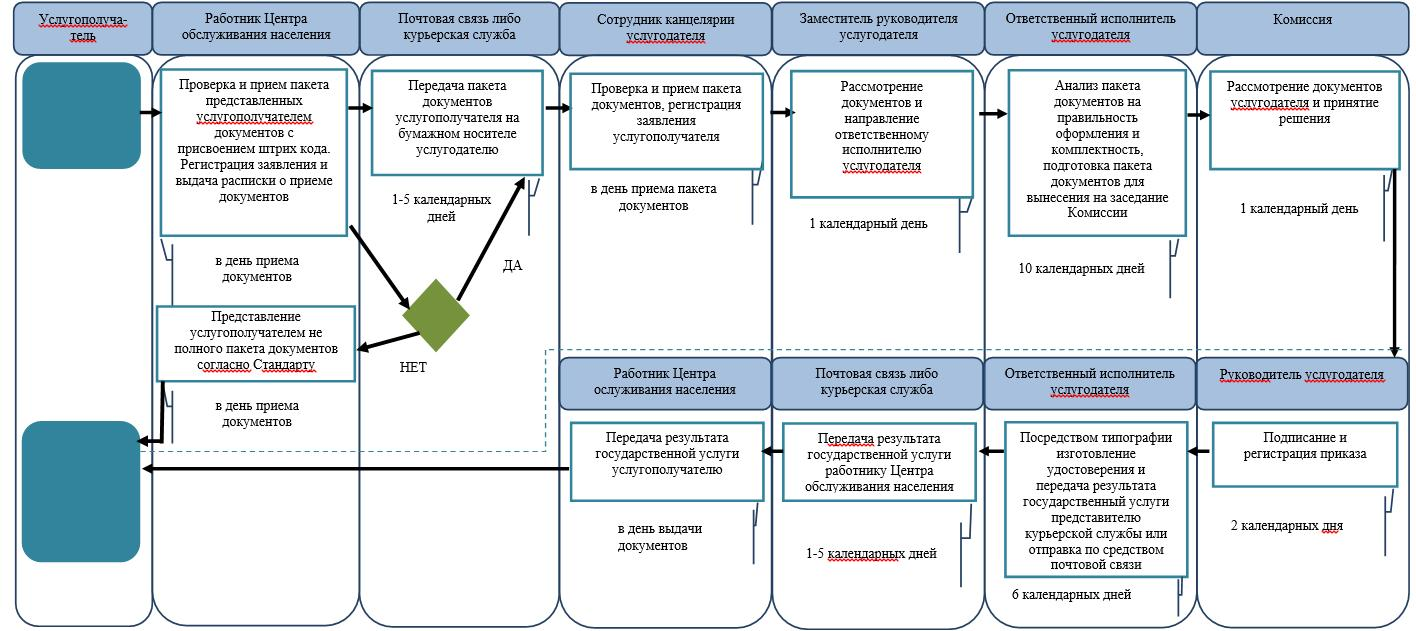 Услугополуча-
тель
Работник Центра
обслуживания населения
Почтовая связь либо
курьерская служба
Сотрудник канцелярии
услугодателя
Заместитель руководителя
услугодателя
Ответственный исполнитель
услугодателя
Комиссия
Проверка и прием пакета
представленных
услугополучателем
документов с
присвоением штрих кода.
Регистрация заявления и
выдача расписки о приеме
документов
в день приема
документов
Передача пакета
документов
услугополучателя на
бумажном носителе
услугодателю
1-5 календарных
дней
Проверка и прием пакета
документов, регистрация
заявления
услугополучателя
в день приема пакета
документов
Рассмотрение
документов и
направление
ответственному
исполнителю
услугодателя
1 календарный день
Анализ пакета
документов на
правильность
оформления и
комплектность,
подготовка пакета
документов для
вынесения на заседание
Комиссии
10 календарных дней
Рассмотрение документов
услугодателя и принятие
решения
1 календарный день
ДА
НЕТ
Представление
услугополучателем не
полного пакета документов
согласно Стандарту
в день приема
документов
Работник Центра
ослуживания населения
Почтовая связь либо
курьерская служба
Ответственный исполнитель
услугодателя
Руководитель услугодателя
Передача результата
государственной услуги
услугополучателю
в день выдачи
документов
Передача результата
государственной услуги
работнику Центра
обслуживания населения
1-5 календарных дней
Посредством типографии
изготовление
удостоверения и
передача результата
государственный услуги
представителю
курьерской службы или
отправка по средством
почтовой связи
6 календарных дней
Подписание и
регистрация приказа
2 календарных дня